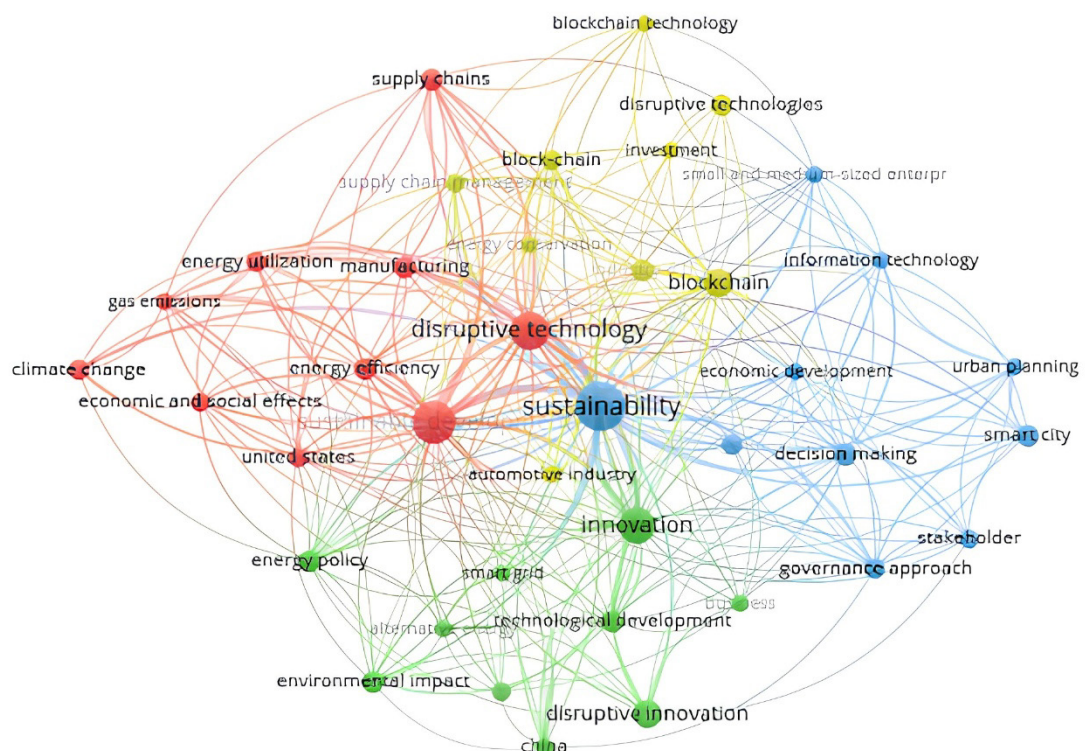 blockchain technology
supply chains
disruptive technologies
block-chain
investment
supply chain management
small and medium-sized enterpr
energy conservation
energy utilization
manufacturing
information technology
blockchain
gas emissions
disruptive technology
climate change
energy efficiency
economic development
urban planning
economic and social effects
sustainability
smart city
united states
decision making
automotive industry
innovation
stakeholder
energy policy
smart grid
governance approach
business
alternative energy
technological development
environmental impact
disruptive innovation
china